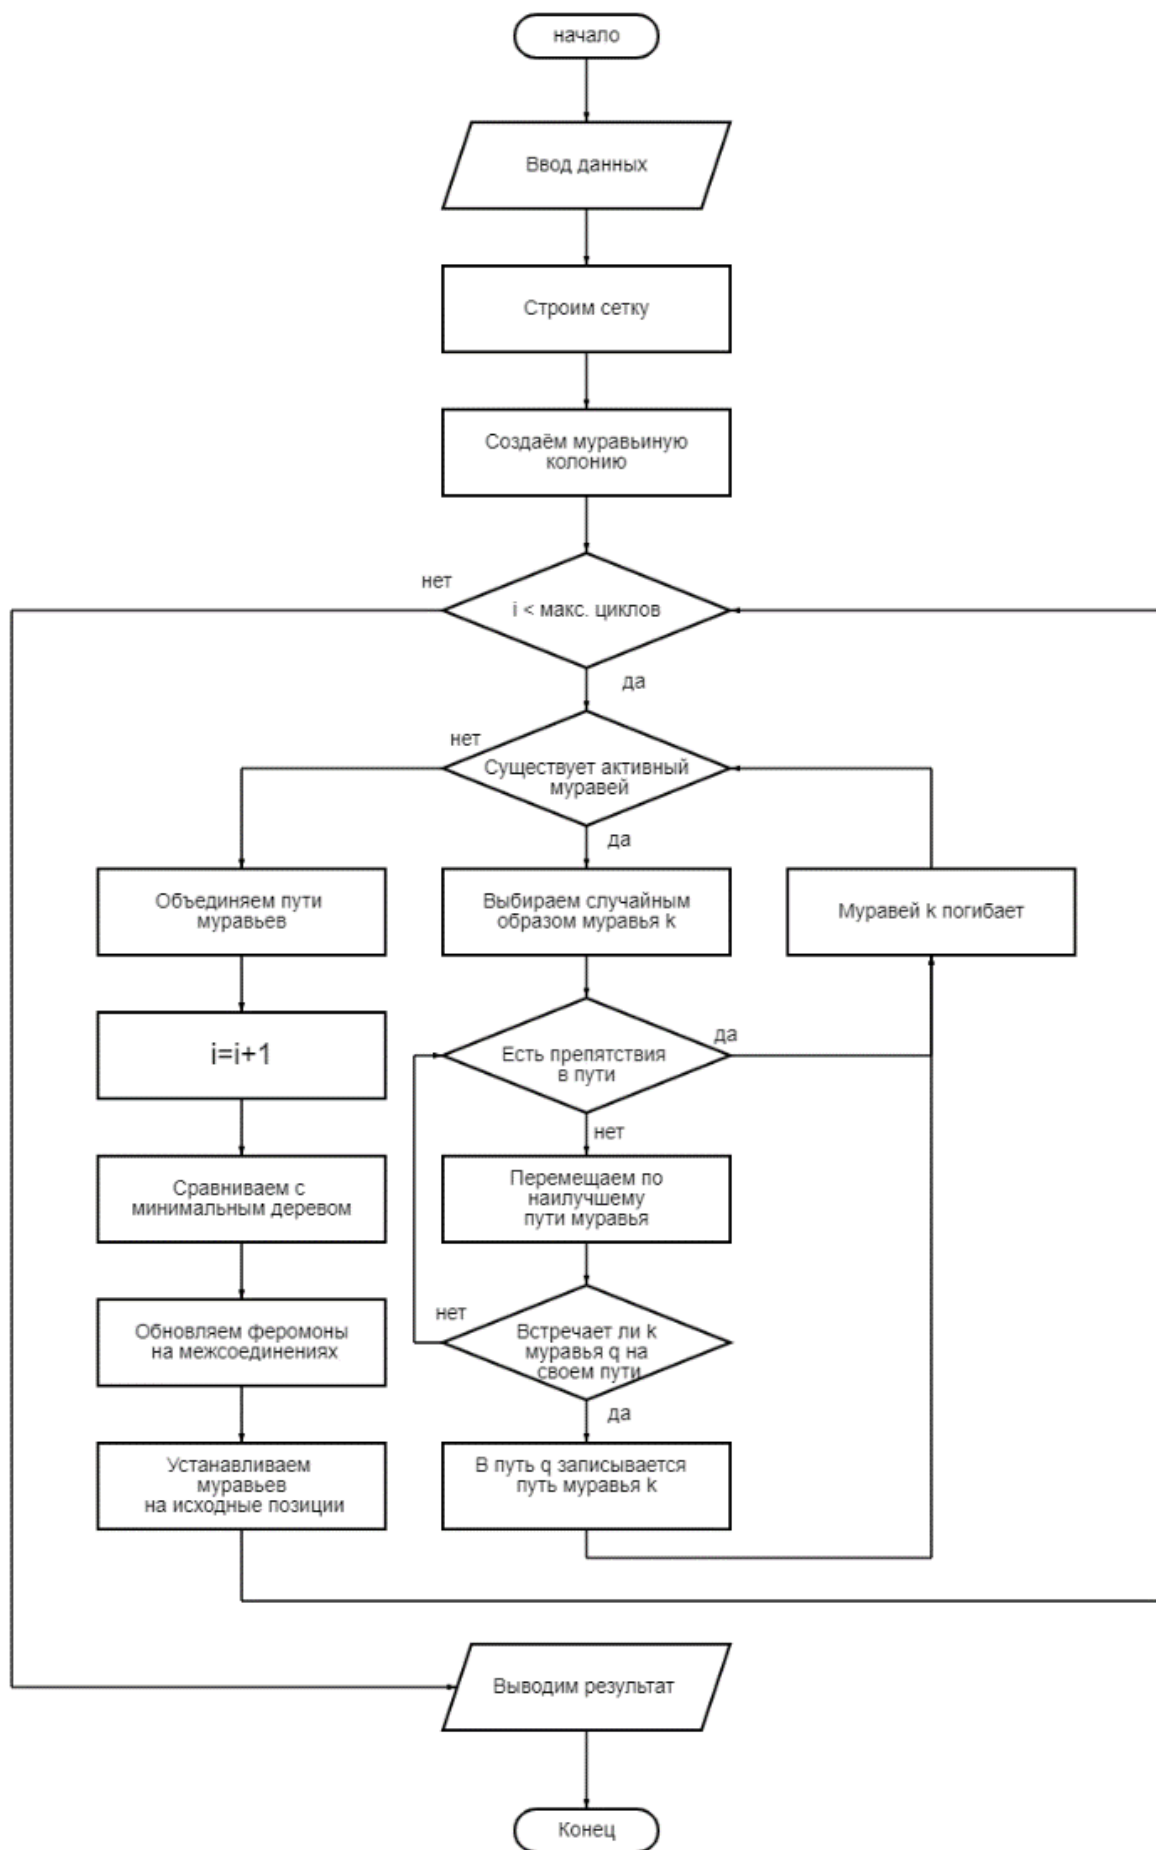 начало
Ввод данных
Строим сетку
Создаём муравьиную
колонию
нет
i < макс. циклов
да
нет
Существует активный
муравей
да
Объединяем пути
муравьев
Выбираем случайным
образом муравья k
Муравей k погибает
i=i+1
да
Есть препятствия
в пути
нет
Сравниваем с
минимальным деревом
Перемещаем по
наилучшему
пути муравья
Обновляем феромоны
на межсоединениях
нет
Встречает ли k
муравья q на
своем пути
да
Устанавливаем
муравьев
на исходные позиции
В путь q записывается
путь муравья k
Выводим результат
Конец